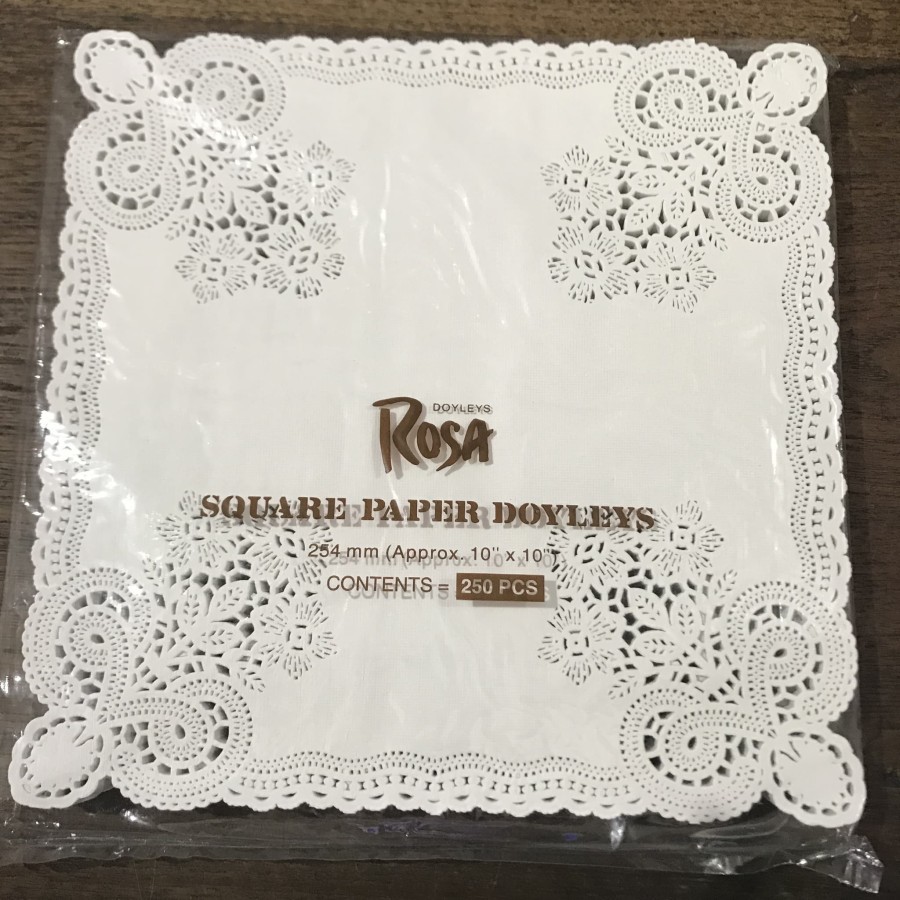 DOYLEYS
ROSA
SQUARE PAPER DOYLEYS
254 mm (Approx. 10" x 10")
CONTENTS = 250 PCS